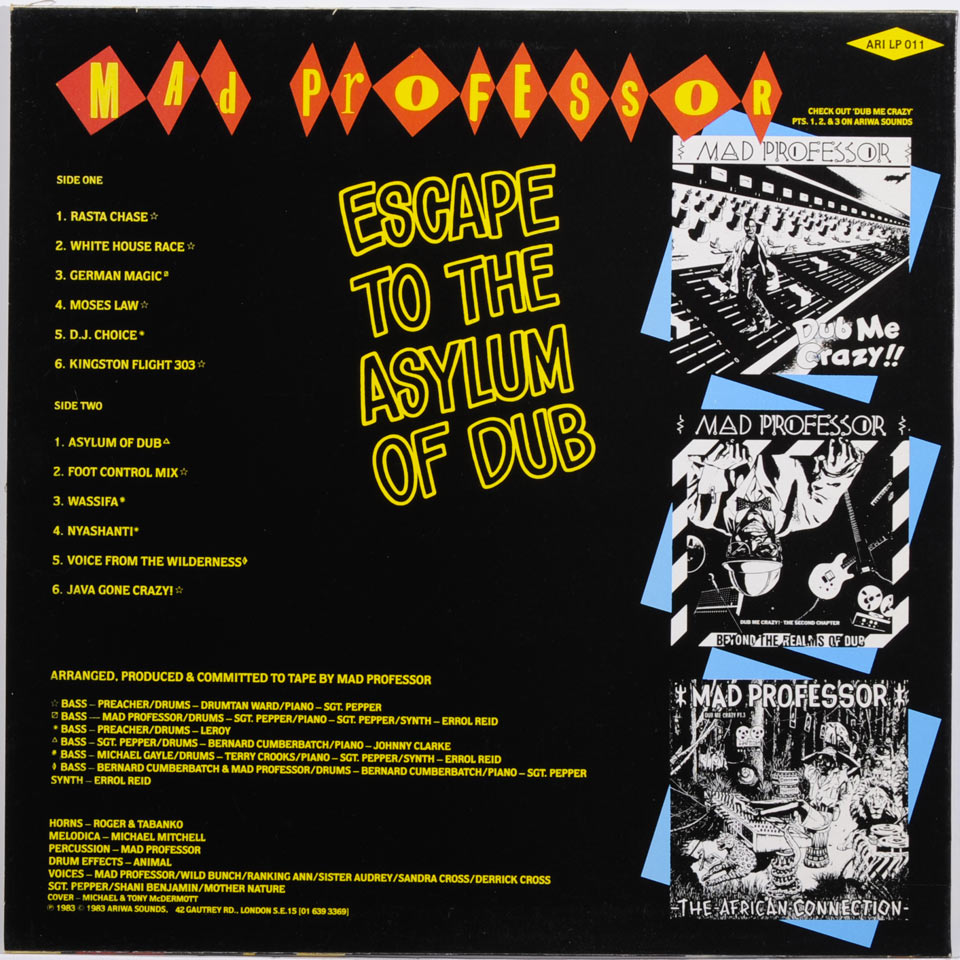 ARI LP 011
MAd PrOFESSOR
CHECK OUT 'DUB ME CRAZY'
PTS. 1, 2, & 3 ON ARIWA SOUNDS
ESCAPE
TO THE
ASYLUM
OF DUB
SIDE ONE
1. RASTA CHASE☆
2. WHITE HOUSE RACE☆
3. GERMAN MAGIC⧄
4. MOSES LAW☆
5. D.J. CHOICE*
6. KINGSTON FLIGHT 303☆
SIDE TWO
1. ASYLUM OF DUB△
2. FOOT CONTROL MIX☆
3. WASSIFA*
4. NYASHANTI*
5. VOICE FROM THE WILDERNESS◊
6. JAVA GONE CRAZY!☆
ARRANGED, PRODUCED & COMMITTED TO TAPE BY MAD PROFESSOR
☆ BASS – PREACHER/DRUMS – DRUMTAN WARD/PIANO – SGT. PEPPER
⧄ BASS — MAD PROFESSOR/DRUMS – SGT. PEPPER/PIANO – SGT. PEPPER/SYNTH – ERROL REID
* BASS – PREACHER/DRUMS – LEROY
△ BASS – SGT. PEPPER/DRUMS – BERNARD CUMBERBATCH/PIANO – JOHNNY CLARKE
* BASS – MICHAEL GAYLE/DRUMS – TERRY CROOKS/PIANO – SGT. PEPPER/SYNTH – ERROL REID
◊ BASS – BERNARD CUMBERBATCH & MAD PROFESSOR/DRUMS – BERNARD CUMBERBATCH/PIANO – SGT. PEPPER
SYNTH – ERROL REID
HORNS – ROGER & TABANKO
MELODICA – MICHAEL MITCHELL
PERCUSSION – MAD PROFESSOR
DRUM EFFECTS – ANIMAL
VOICES – MAD PROFESSOR/WILD BUNCH/RANKING ANN/SISTER AUDREY/SANDRA CROSS/DERRICK CROSS
SGT. PEPPER/SHANI BENJAMIN/MOTHER NATURE
COVER – MICHAEL & TONY McDERMOTT
℗ 1983 © 1983 ARIWA SOUNDS. 42 GAUTREY RD., LONDON S.E.15 [01 639 3369]
MAD PROFESSOR
Dub Me
Crazy!!
MAD PROFESSOR
DUB ME CRAZY! · THE SECOND CHAPTER
BEYOND THE REALMS OF DUB
MAD PROFESSOR
DUB ME CRAZY PT.3
-THE·AFRICAN·CONNECTION-